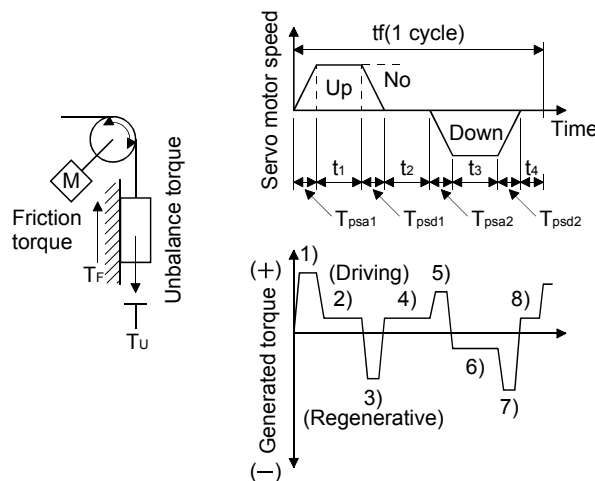 tf(1 cycle)
Servo motor speed
Up
No
Down
Time
t1
t2
t3
t4
Tpsa1
Tpsd1
Tpsa2
Tpsd2
M
Friction
torque
TF
Unbalance torque
TU
Generated torque
(+)
(Driving)
1)
2)
3)
4)
5)
6)
7)
8)
(Regenerative)
(−)